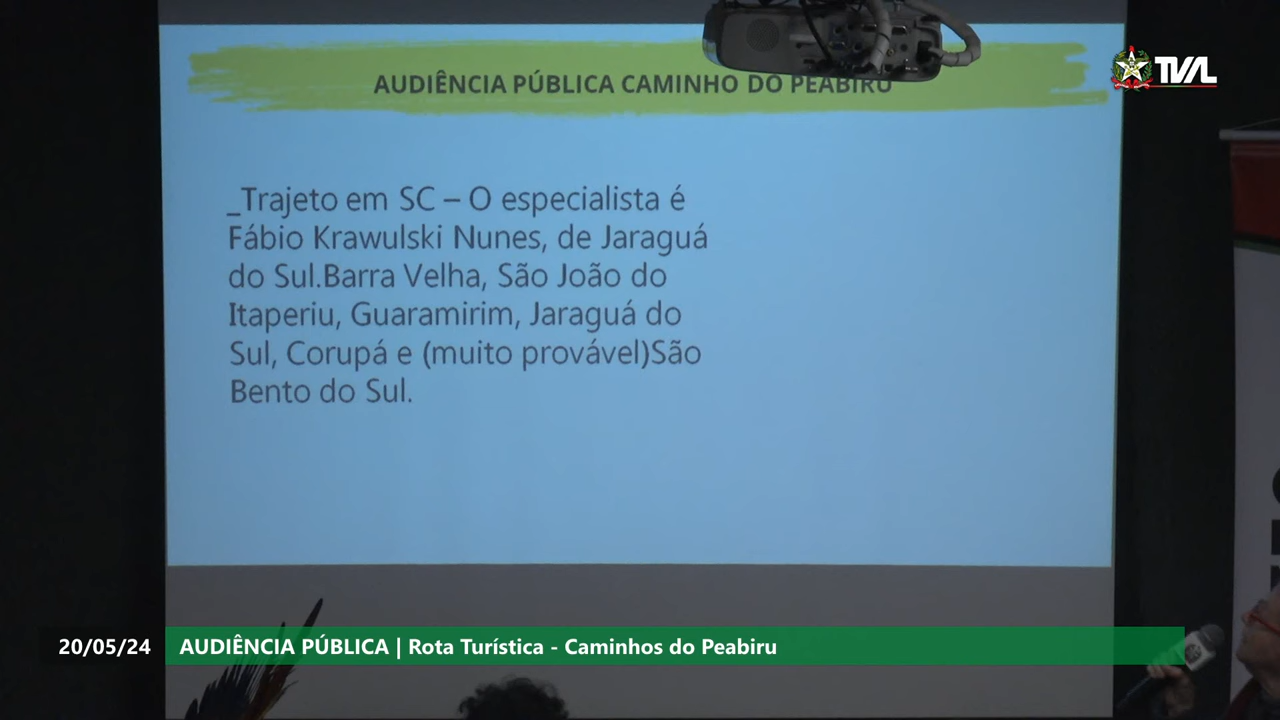 AUDIÊNCIA PÚBLICA CAMINHO DO PEABIRU
TVAL
_Trajeto em SC – O especialista é
Fábio Krawulski Nunes, de Jaraguá
do Sul.Barra Velha, São João do
Itaperiu, Guaramirim, Jaraguá do
Sul, Corupá e (muito provável)São
Bento do Sul.
20/05/24 AUDIÊNCIA PÚBLICA | Rota Turística - Caminhos do Peabiru